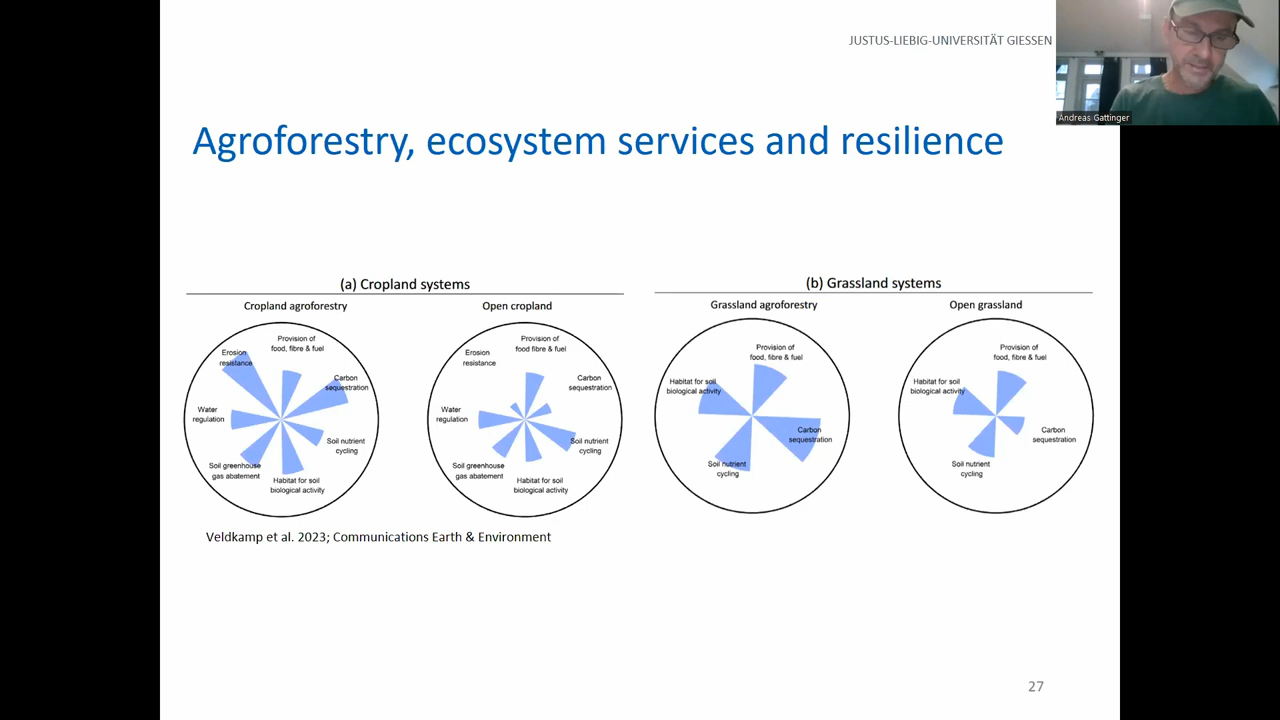 JUSTUS-LIEBIG-UNIVERSITÄT GIESSEN
Andreas Gattinger
Agroforestry, ecosystem services and resilience
(a) Cropland systems
Cropland agroforestry
Provision of
food, fibre & fuel
Carbon
sequestration
Soil nutrient
cycling
Habitat for soil
biological activity
Soil greenhouse
gas abatement
Water
regulation
Erosion
resistance
Open cropland
Provision of
food fibre & fuel
Carbon
sequestration
Soil nutrient
cycling
Habitat for soil
biological activity
Soil greenhouse
gas abatement
Water
regulation
Erosion
resistance
(b) Grassland systems
Grassland agroforestry
Provision of
food, fibre & fuel
Carbon
sequestration
Soil nutrient
cycling
Habitat for soil
biological activity
Open grassland
Provision of
food, fibre & fuel
Carbon
sequestration
Soil nutrient
cycling
Habitat for soil
biological activity
Veldkamp et al. 2023; Communications Earth & Environment
27